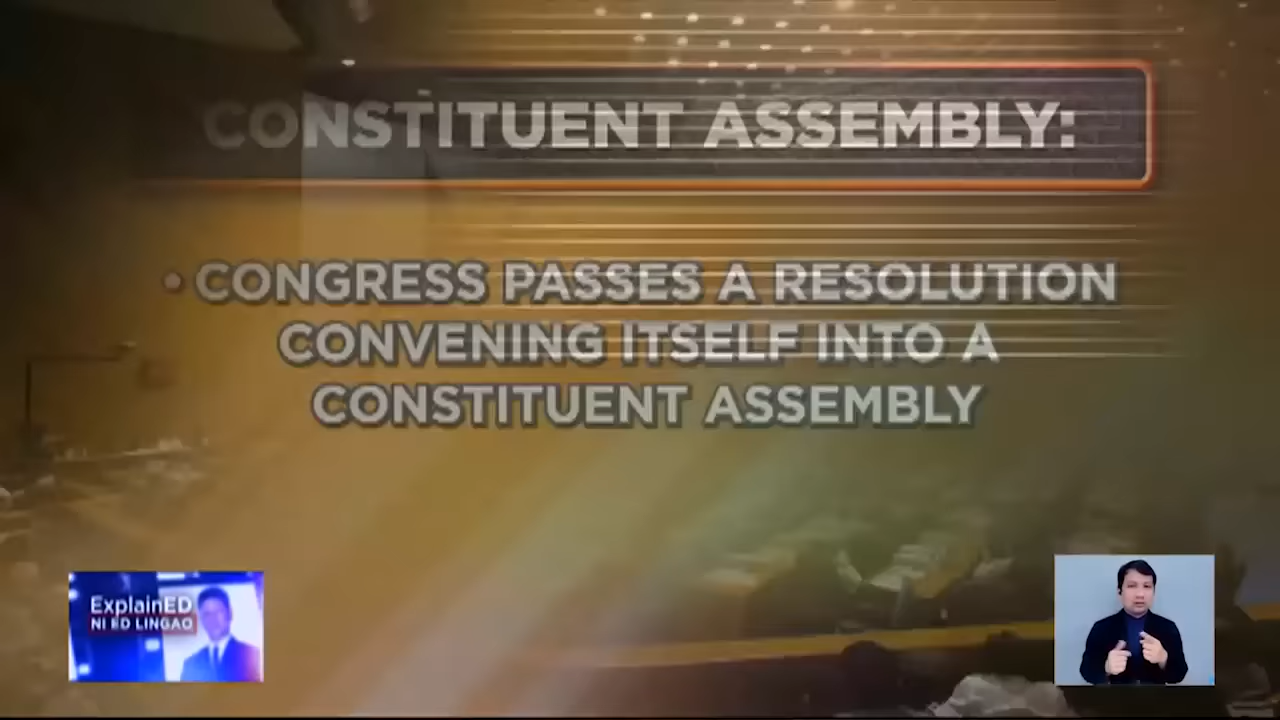 CONSTITUENT ASSEMBLY:
• CONGRESS PASSES A RESOLUTION
CONVENING ITSELF INTO A
CONSTITUENT ASSEMBLY
ExplainED
NI ED LINGAO